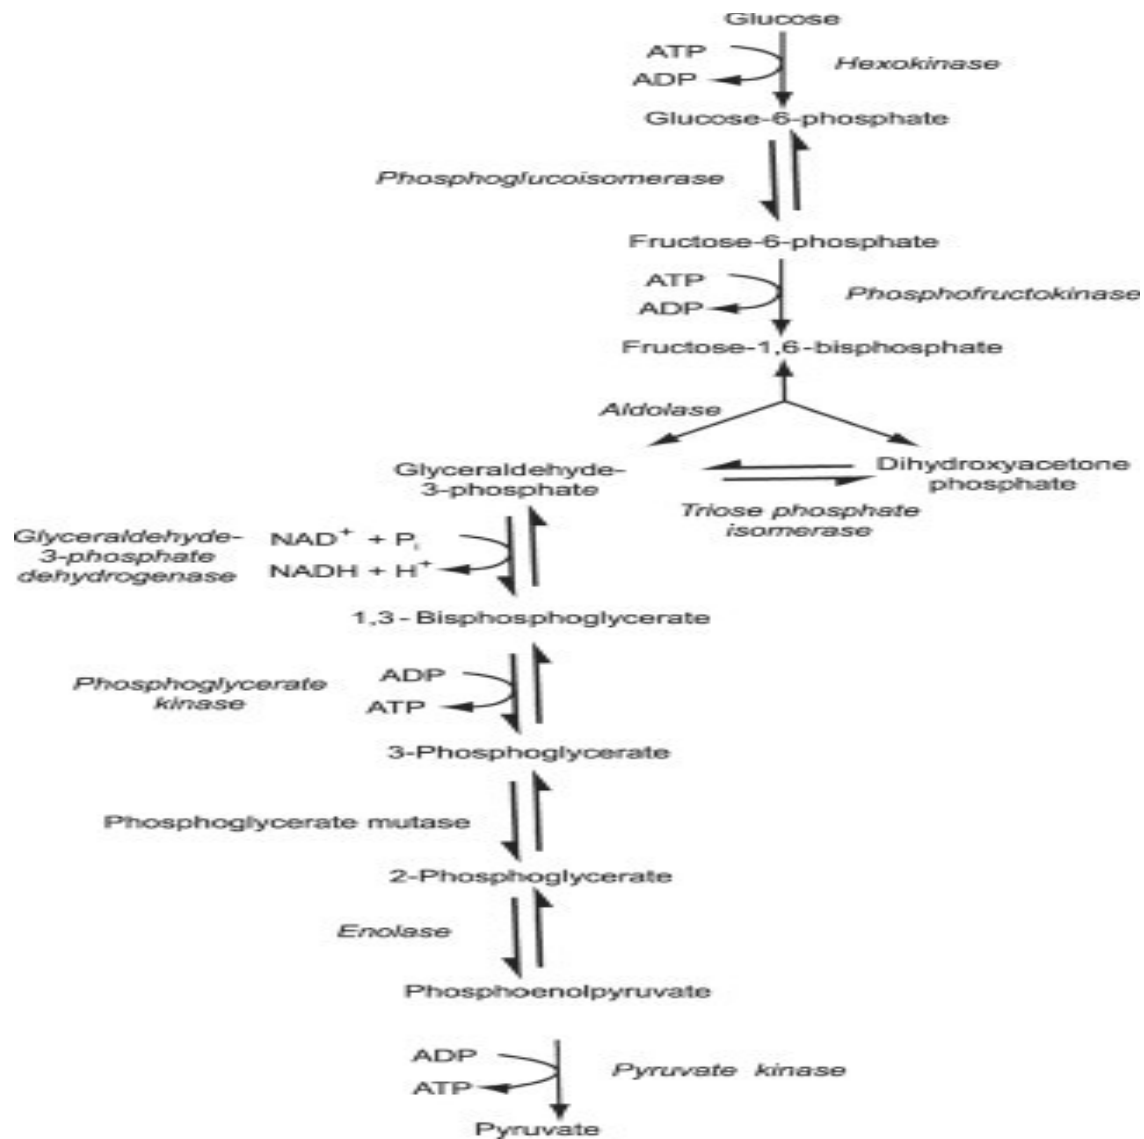 Glucose
ATP
Hexokinase
ADP
Glucose-6-phosphate
Phosphoglucoisomerase
Fructose-6-phosphate
ATP
Phosphofructokinase
ADP
Fructose-1,6-bisphosphate
Aldolase
Glyceraldehyde-
3-phosphate
Dihydroxyacetone
phosphate
Triose phosphate
isomerase
Glyceraldehyde-
3-phosphate
dehydrogenase
NAD⁺ + Pᵢ
NADH + H⁺
1,3-Bisphosphoglycerate
Phosphoglycerate
kinase
ADP
ATP
3-Phosphoglycerate
Phosphoglycerate mutase
2-Phosphoglycerate
Enolase
Phosphoenolpyruvate
ADP
Pyruvate kinase
ATP
Pyruvate